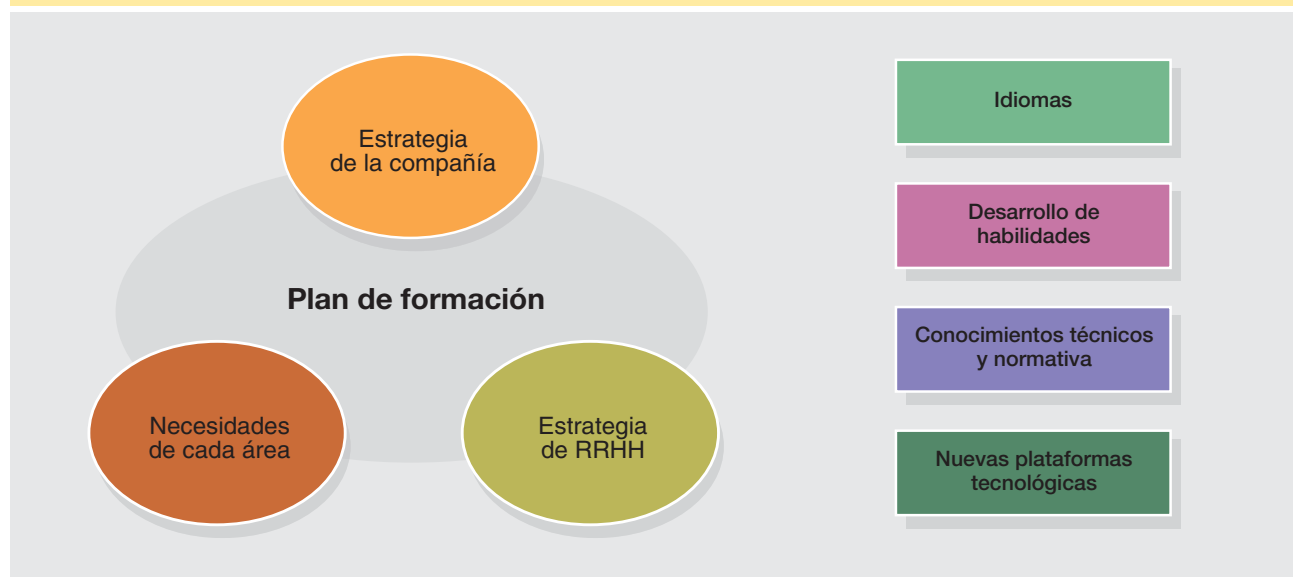 Estrategia
de la compañía
Plan de formación
Necesidades
de cada área
Estrategia
de RRHH
Idiomas
Desarrollo de
habilidades
Conocimientos técnicos
y normativa
Nuevas plataformas
tecnológicas